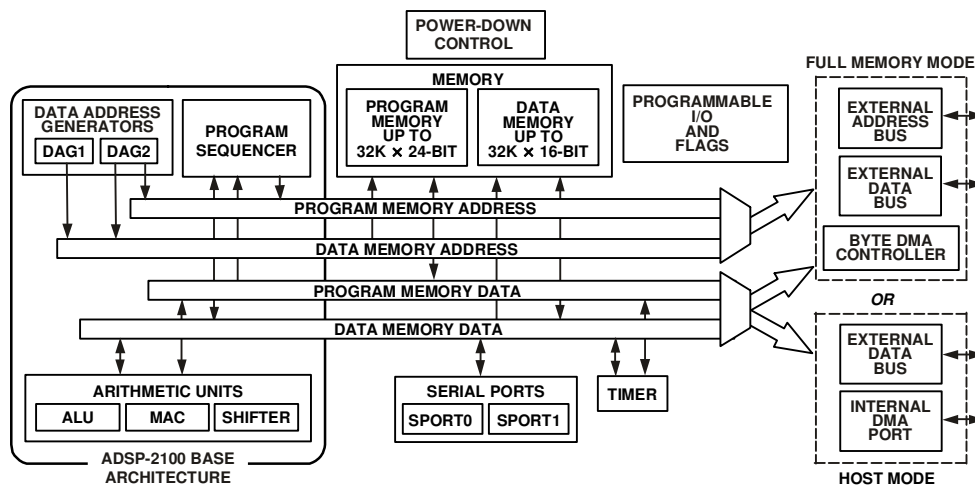 POWER-DOWN
CONTROL
FULL MEMORY MODE
MEMORY
PROGRAM
MEMORY
UP TO
32K × 24-BIT
DATA
MEMORY
UP TO
32K × 16-BIT
PROGRAMMABLE
I/O
AND
FLAGS
EXTERNAL
ADDRESS
BUS
EXTERNAL
DATA
BUS
BYTE DMA
CONTROLLER
OR
EXTERNAL
DATA
BUS
INTERNAL
DMA
PORT
HOST MODE
DATA ADDRESS
GENERATORS
DAG1
DAG2
PROGRAM
SEQUENCER
PROGRAM MEMORY ADDRESS
DATA MEMORY ADDRESS
PROGRAM MEMORY DATA
DATA MEMORY DATA
ARITHMETIC UNITS
ALU
MAC
SHIFTER
SERIAL PORTS
SPORT0
SPORT1
TIMER
ADSP-2100 BASE
ARCHITECTURE